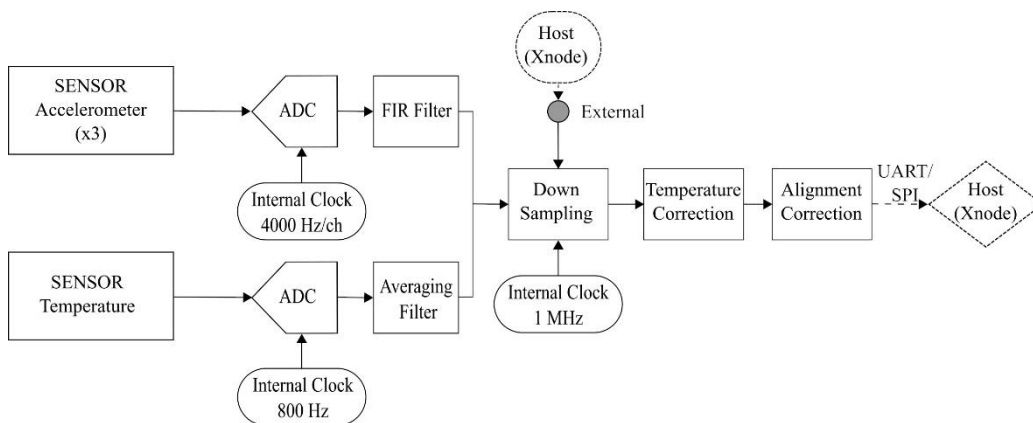 Host
(Xnode)
External
SENSOR
Accelerometer
(x3)
ADC
FIR Filter
Internal Clock
4000 Hz/ch
Down
Sampling
Temperature
Correction
Alignment
Correction
UART/
SPI
Host
(Xnode)
SENSOR
Temperature
ADC
Averaging
Filter
Internal Clock
1 MHz
Internal Clock
800 Hz